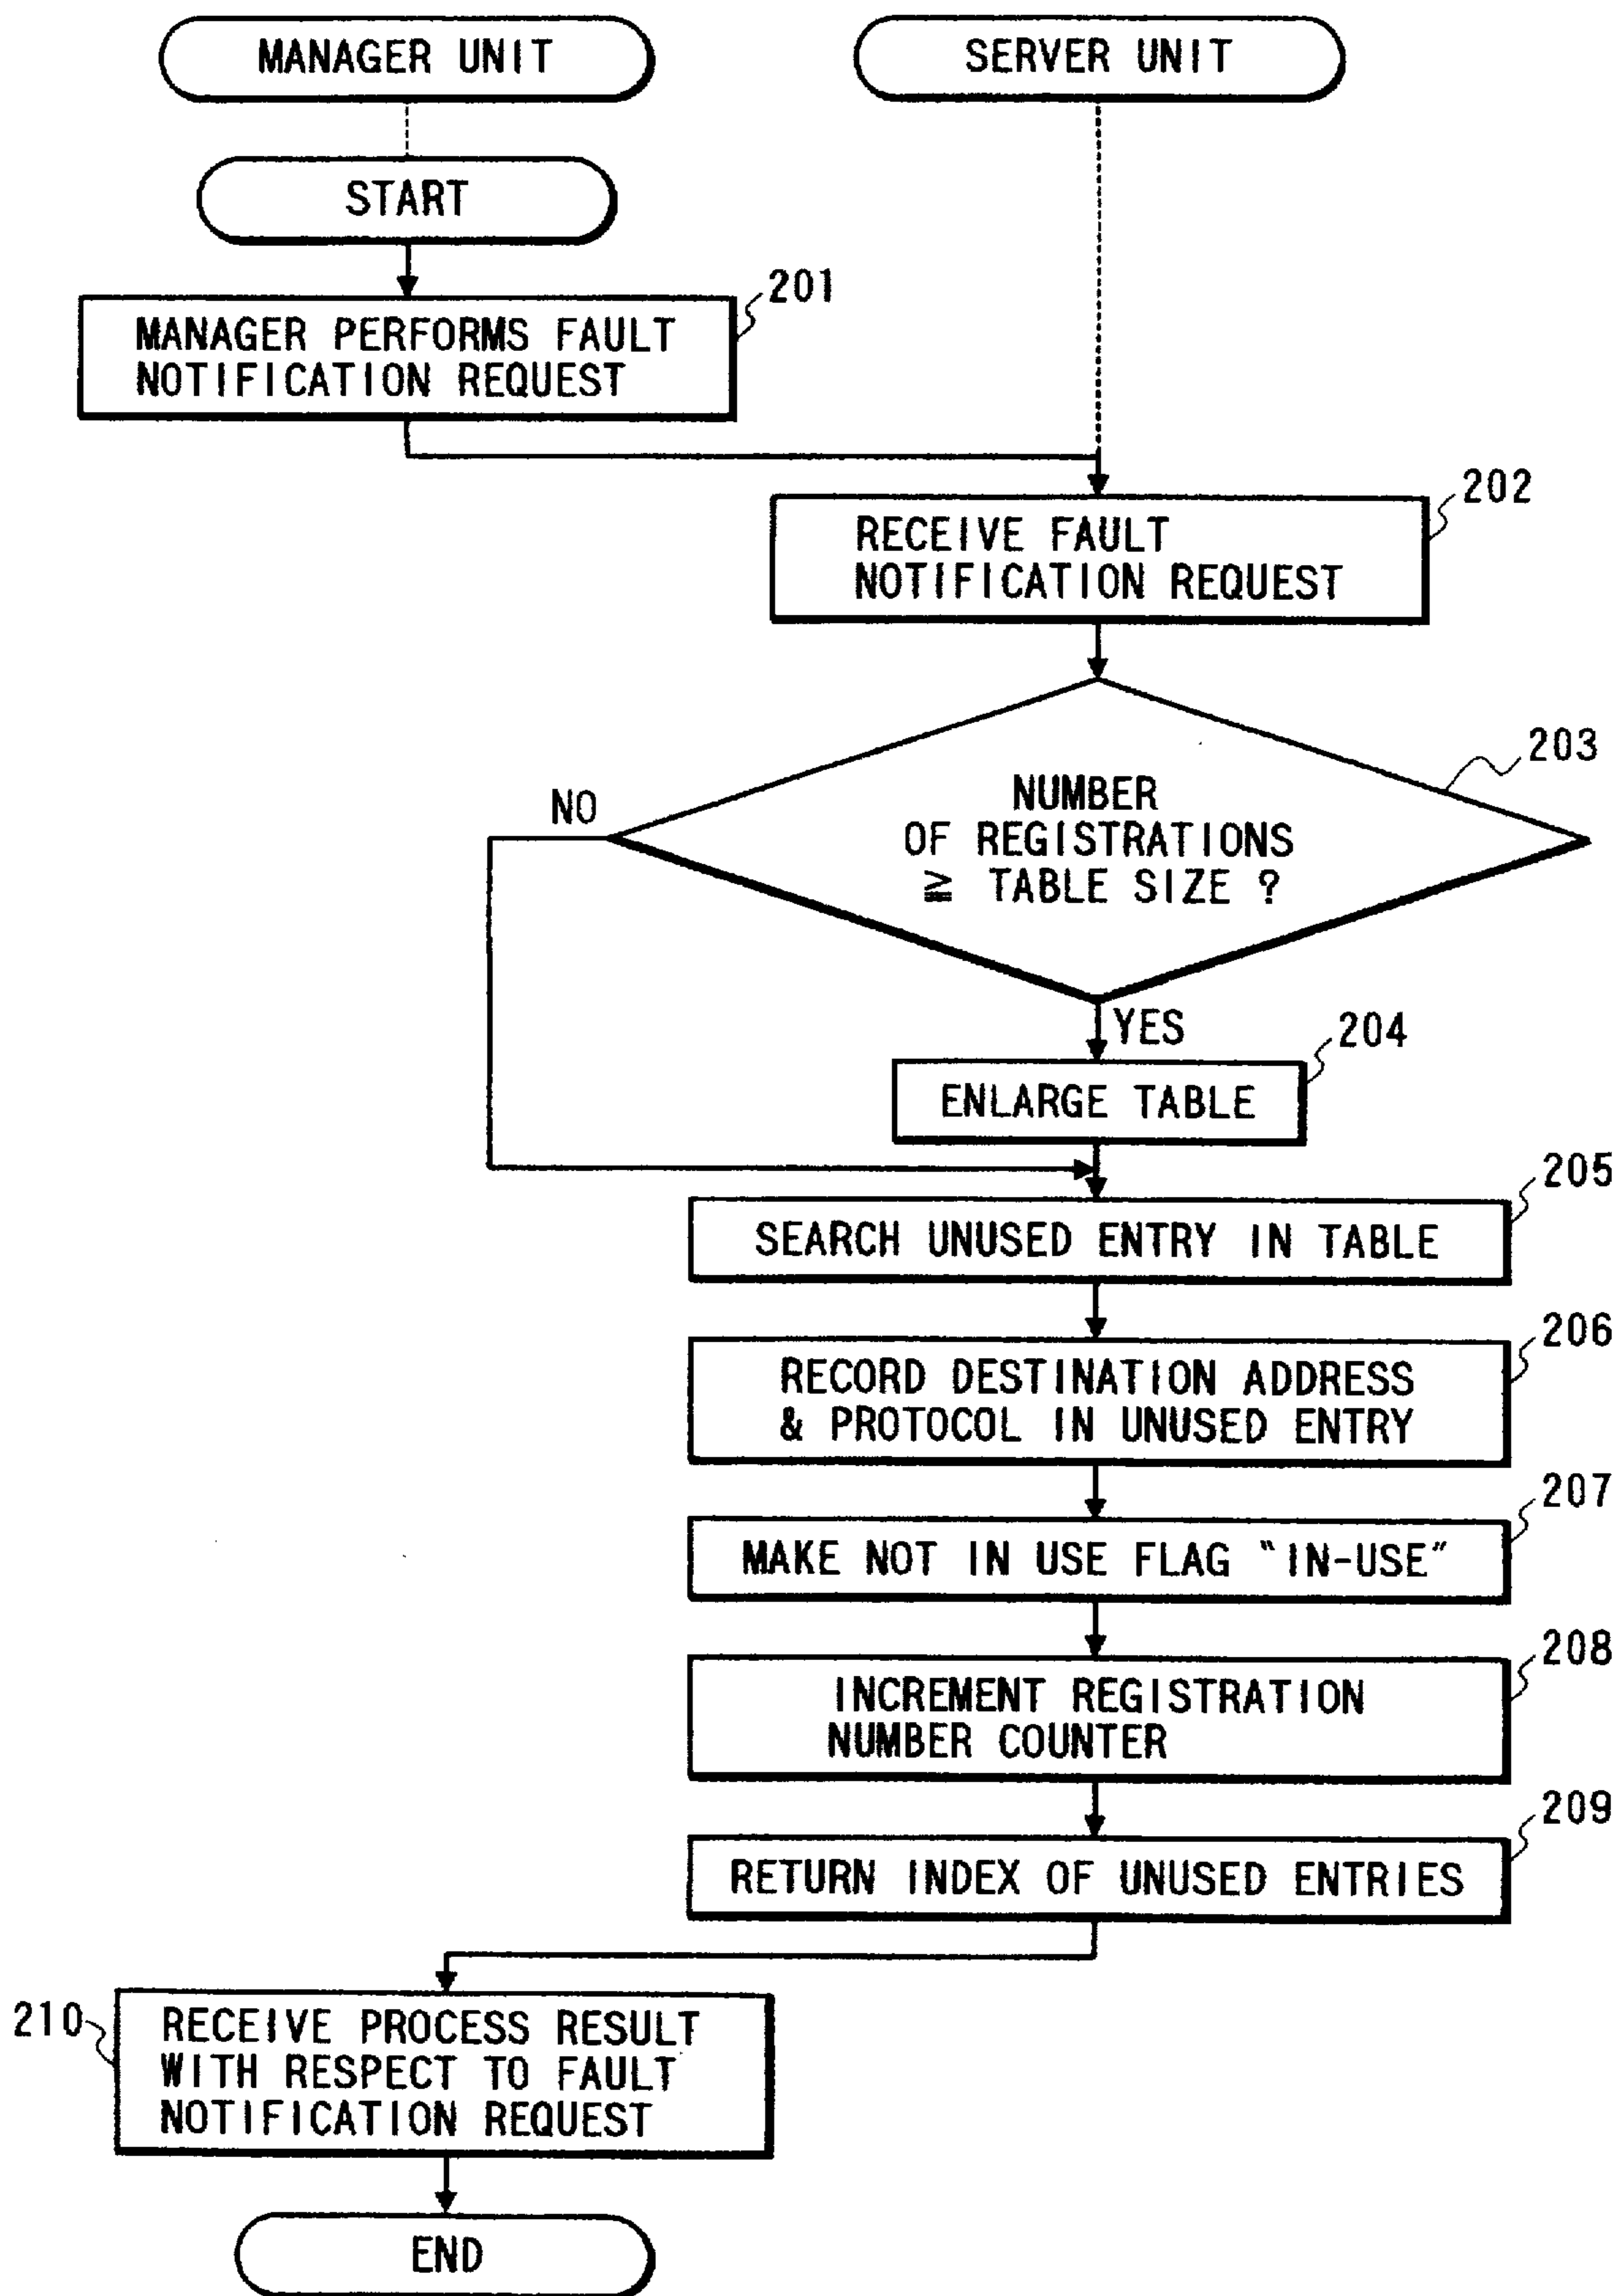 MANAGER UNIT
SERVER UNIT
START
201
MANAGER PERFORMS FAULT
NOTIFICATION REQUEST
202
RECEIVE FAULT
NOTIFICATION REQUEST
203
NUMBER
OF REGISTRATIONS
≧ TABLE SIZE ?
NO
YES
204
ENLARGE TABLE
205
SEARCH UNUSED ENTRY IN TABLE
206
RECORD DESTINATION ADDRESS
& PROTOCOL IN UNUSED ENTRY
207
MAKE NOT IN USE FLAG "IN-USE"
208
INCREMENT REGISTRATION
NUMBER COUNTER
209
RETURN INDEX OF UNUSED ENTRIES
210
RECEIVE PROCESS RESULT
WITH RESPECT TO FAULT
NOTIFICATION REQUEST
END